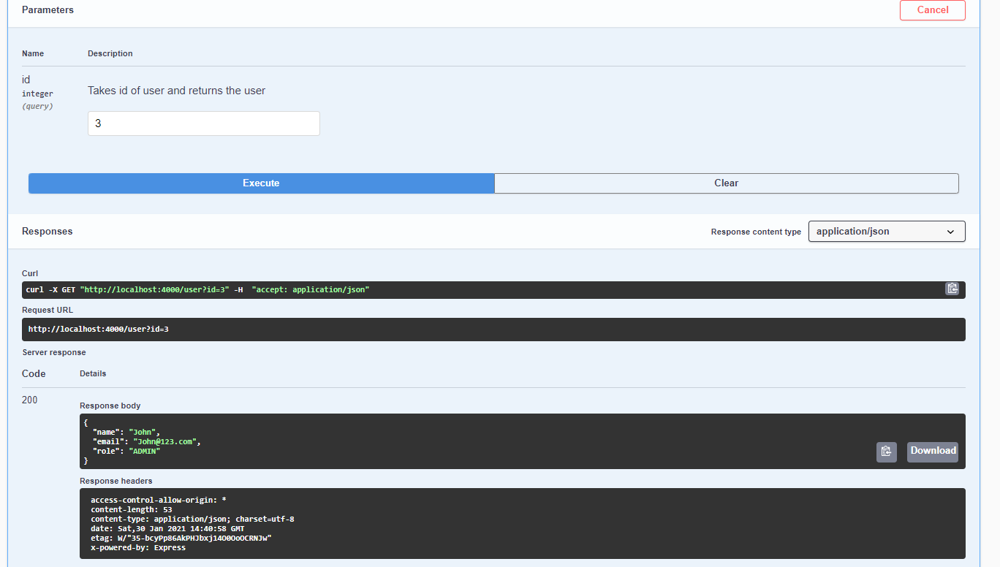 Parameters
Cancel
Name Description
id
integer
(query)
Takes id of user and returns the user
3
Execute Clear
Responses
Response content type application/json
Curl
curl -X GET "http://localhost:4000/user?id=3" -H "accept: application/json"
Request URL
http://localhost:4000/user?id=3
Server response
Code Details
200
Response body
{
"name": "John",
"email": "John@123.com",
"role": "ADMIN"
}
Download
Response headers
access-control-allow-origin: *
content-length: 53
content-type: application/json; charset=utf-8
date: Sat,30 Jan 2021 14:40:58 GMT
etag: W/"35-bcyPp86AkPHJbxj14O0OoOCRNJw"
x-powered-by: Express